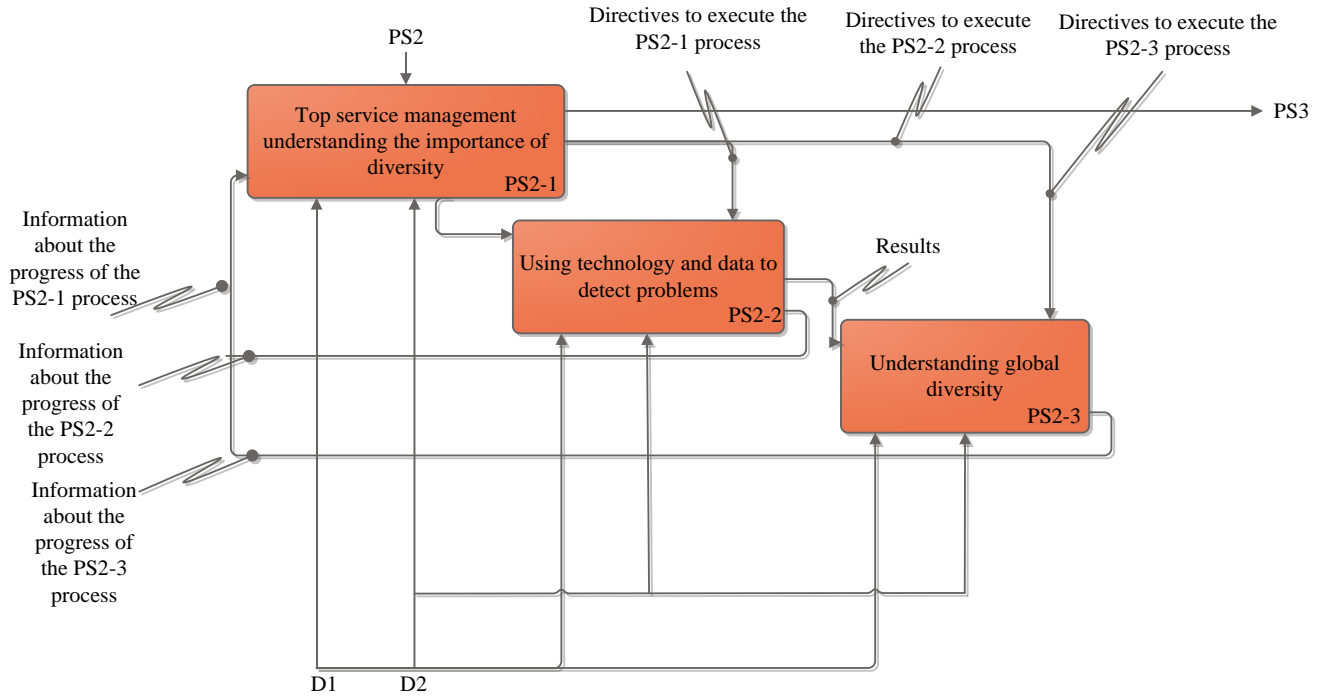 Directives to execute the
PS2-1 process
Directives to execute
the PS2-2 process
Directives to execute the
PS2-3 process
PS2
PS3
Top service management
understanding the importance of
diversity
PS2-1
Information
about the
progress of the
PS2-1 process
Using technology and data to
detect problems
PS2-2
Results
Understanding global
diversity
PS2-3
Information
about the
progress of
the PS2-2
process
Information
about the
progress of
the PS2-3
process
D1
D2